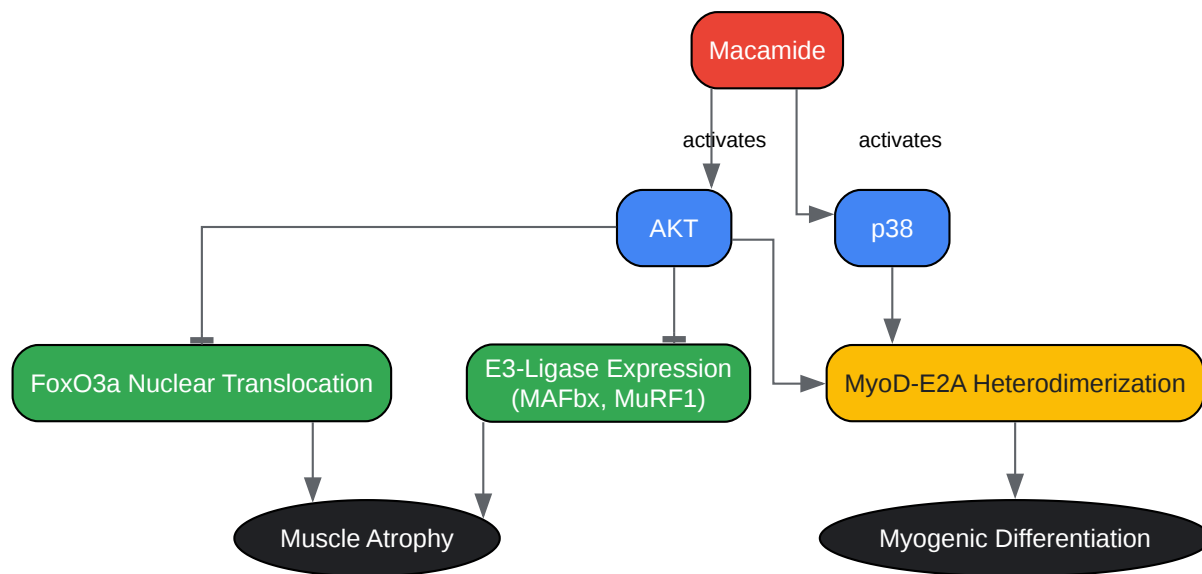 Macamide
activates
activates
AKT
p38
FoxO3a Nuclear Translocation
E3-Ligase Expression
(MAFbx, MuRF1)
MyoD-E2A Heterodimerization
Muscle Atrophy
Myogenic Differentiation